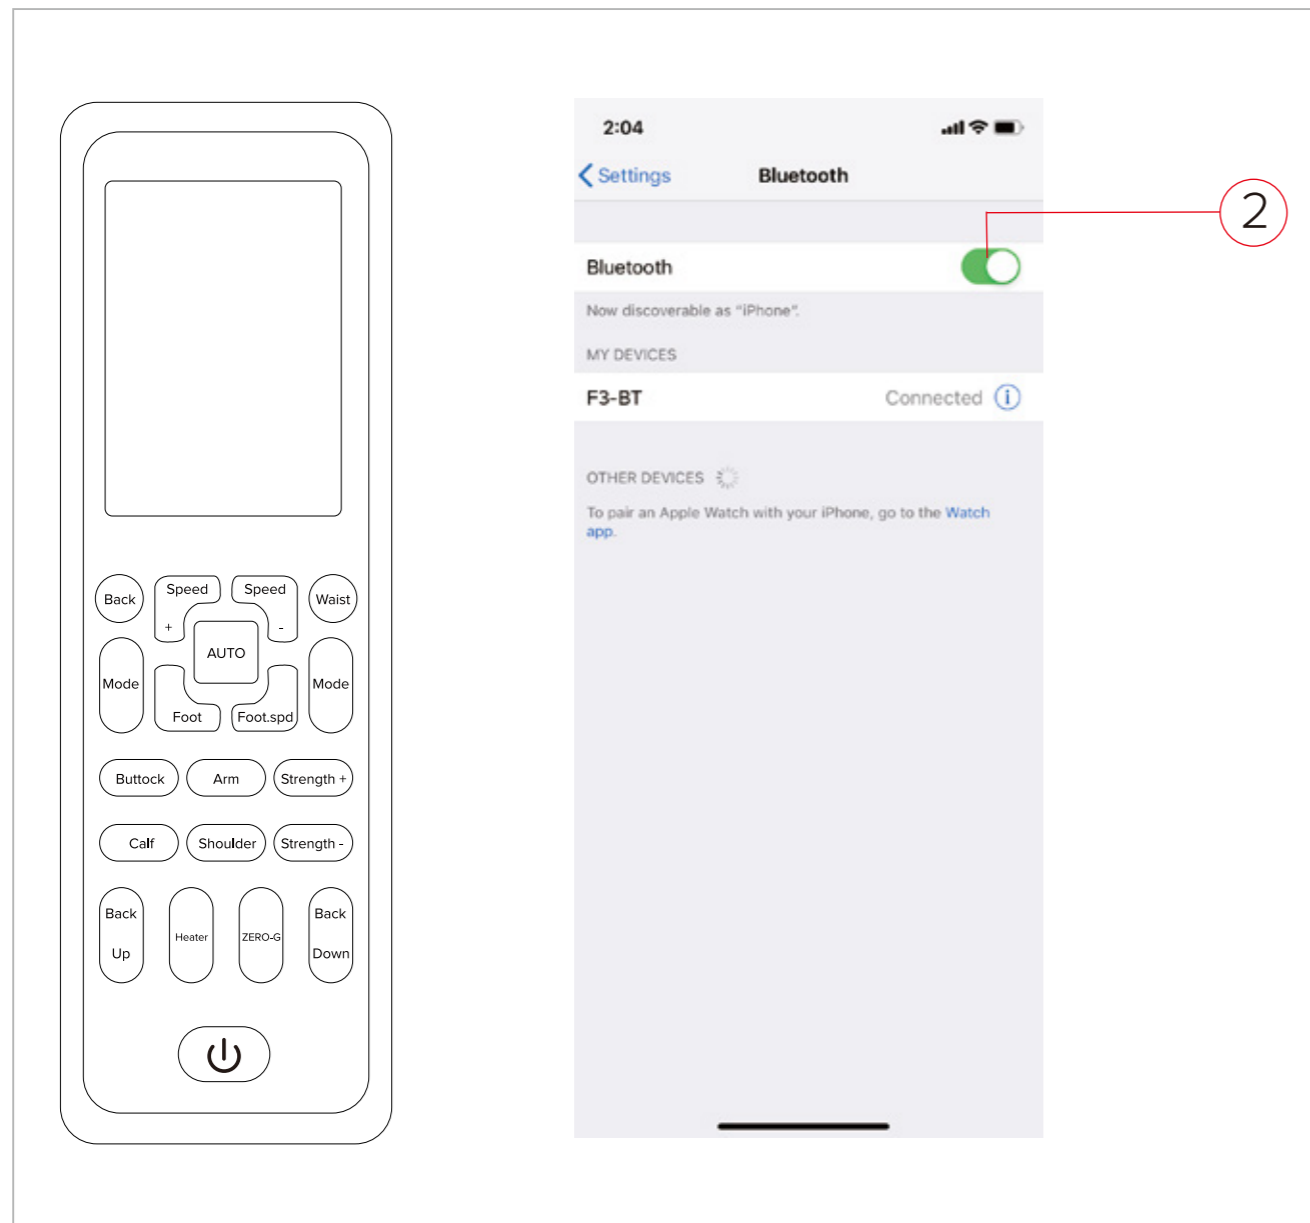 Back
Speed
+
Speed
-
Waist
AUTO
Mode
Mode
Foot
Foot.spd
Buttock
Arm
Strength +
Calf
Shoulder
Strength -
Back
Up
Heater
ZERO-G
Back
Down
2:04
Settings
Bluetooth
Bluetooth
Now discoverable as "iPhone".
MY DEVICES
F3-BT Connected i
OTHER DEVICES
To pair an Apple Watch with your iPhone, go to the Watch
app.
2